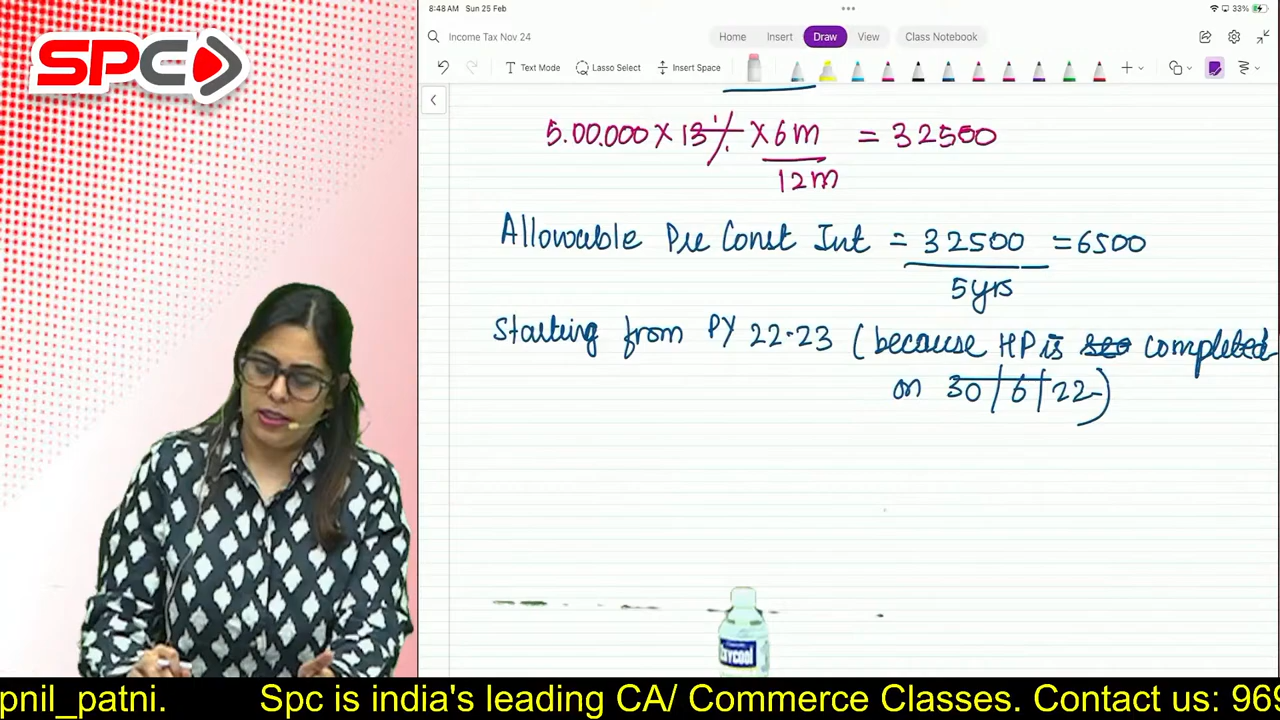 8:48 AM Sun 25 Feb
33%
SPC
Income Tax Nov 24
Home Insert Draw View Class Notebook
Text Mode Lasso Select Insert Space
5.00.000 X 13% X 6m = 32500
12m
Allowable Pre Const Int = 32500 = 6500
5yrs
Starting from PY 22-23 (because HP is completed
on 30/6/22)
pnil_patni. Spc is india's leading CA/ Commerce Classes. Contact us: 969